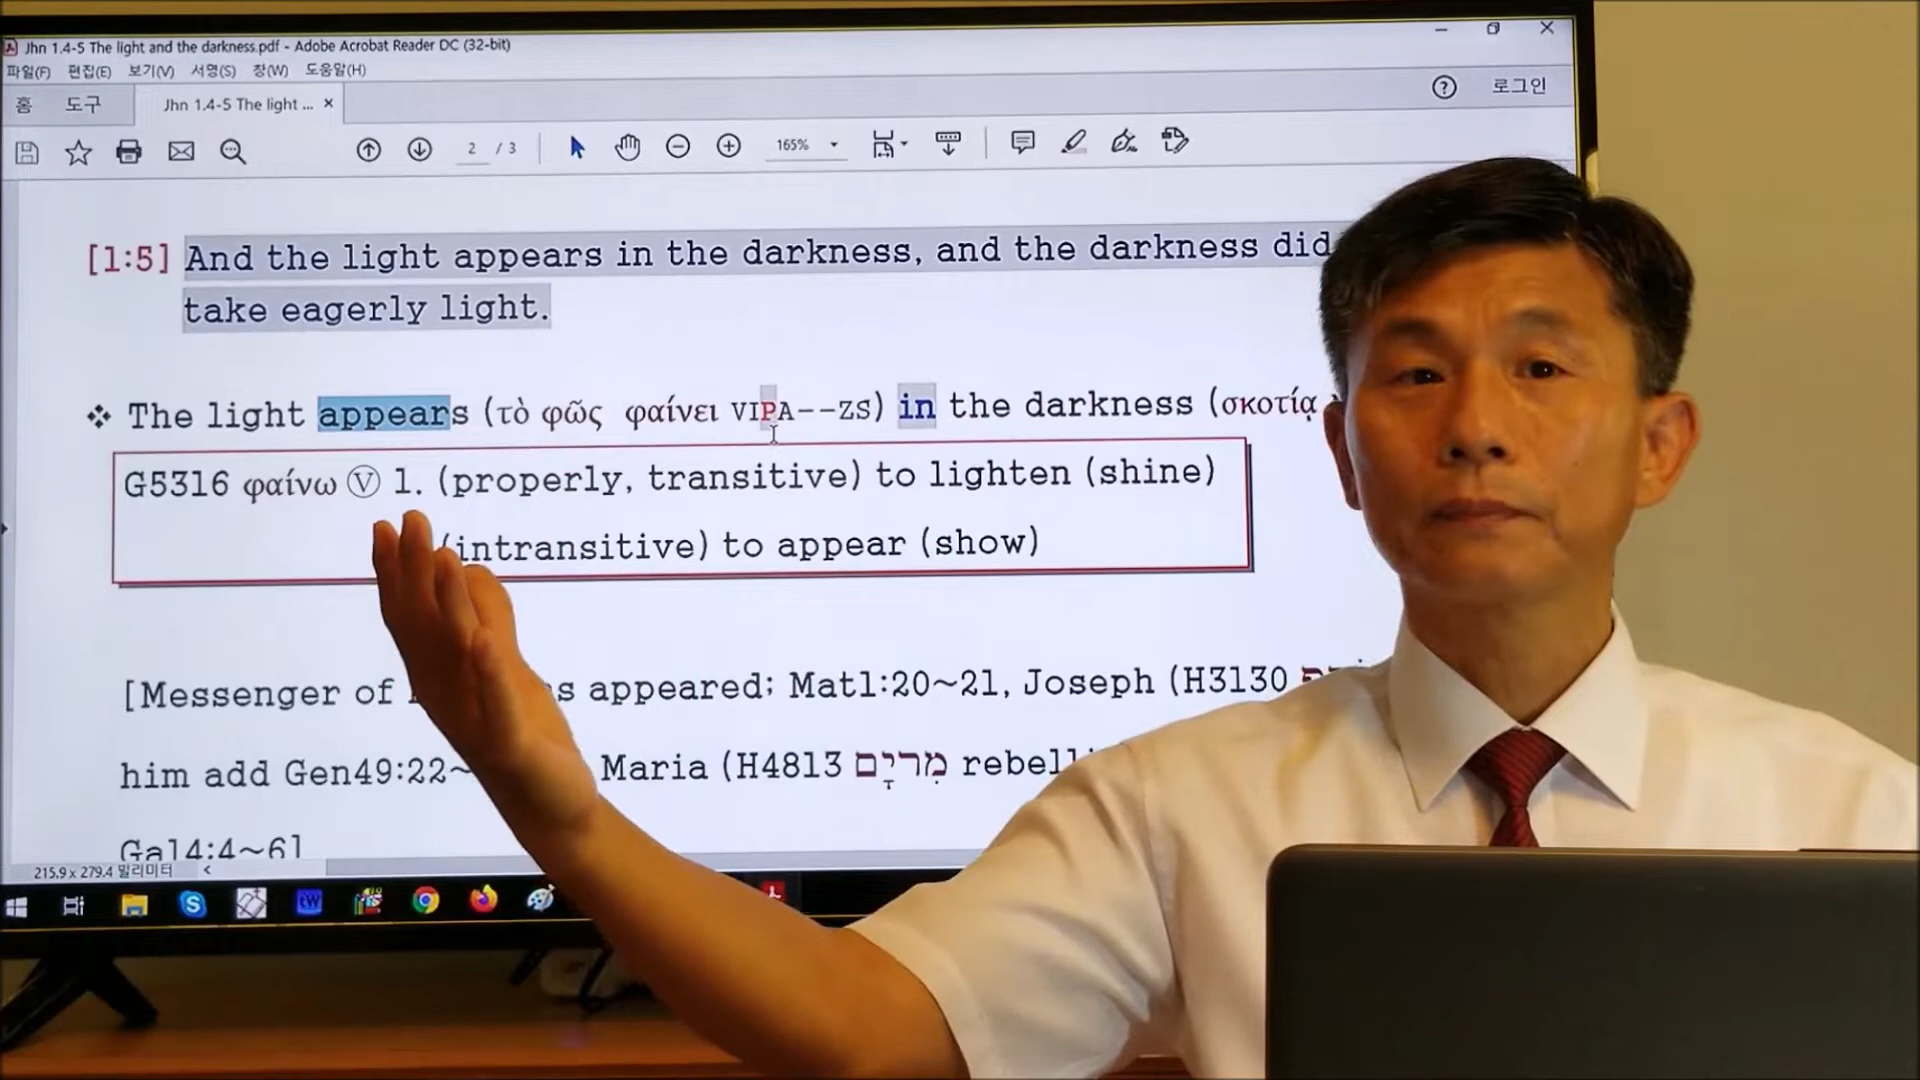 Jhn 1.4-5 The light and the darkness.pdf - Adobe Acrobat Reader DC (32-bit)
파일(F) 편집(E) 보기(V) 서명(S) 창(W) 도움말(H)
홈 도구 Jhn 1.4-5 The light ... × ? 로그인
2 / 3 165%
[1:5] And the light appears in the darkness, and the darkness did
take eagerly light.
❖ The light appears (τὸ φῶς φαίνει VIPA--ZS) in the darkness (σκοτίᾳ
G5316 φαίνω Ⓥ 1. (properly, transitive) to lighten (shine)
(intransitive) to appear (show)
[Messenger of s appeared; Mat1:20~21, Joseph (H3130
him add Gen49:22~ Maria (H4813 מִרְיָם rebell
Gal4:4~6]
215.9 x 279.4 밀리미터